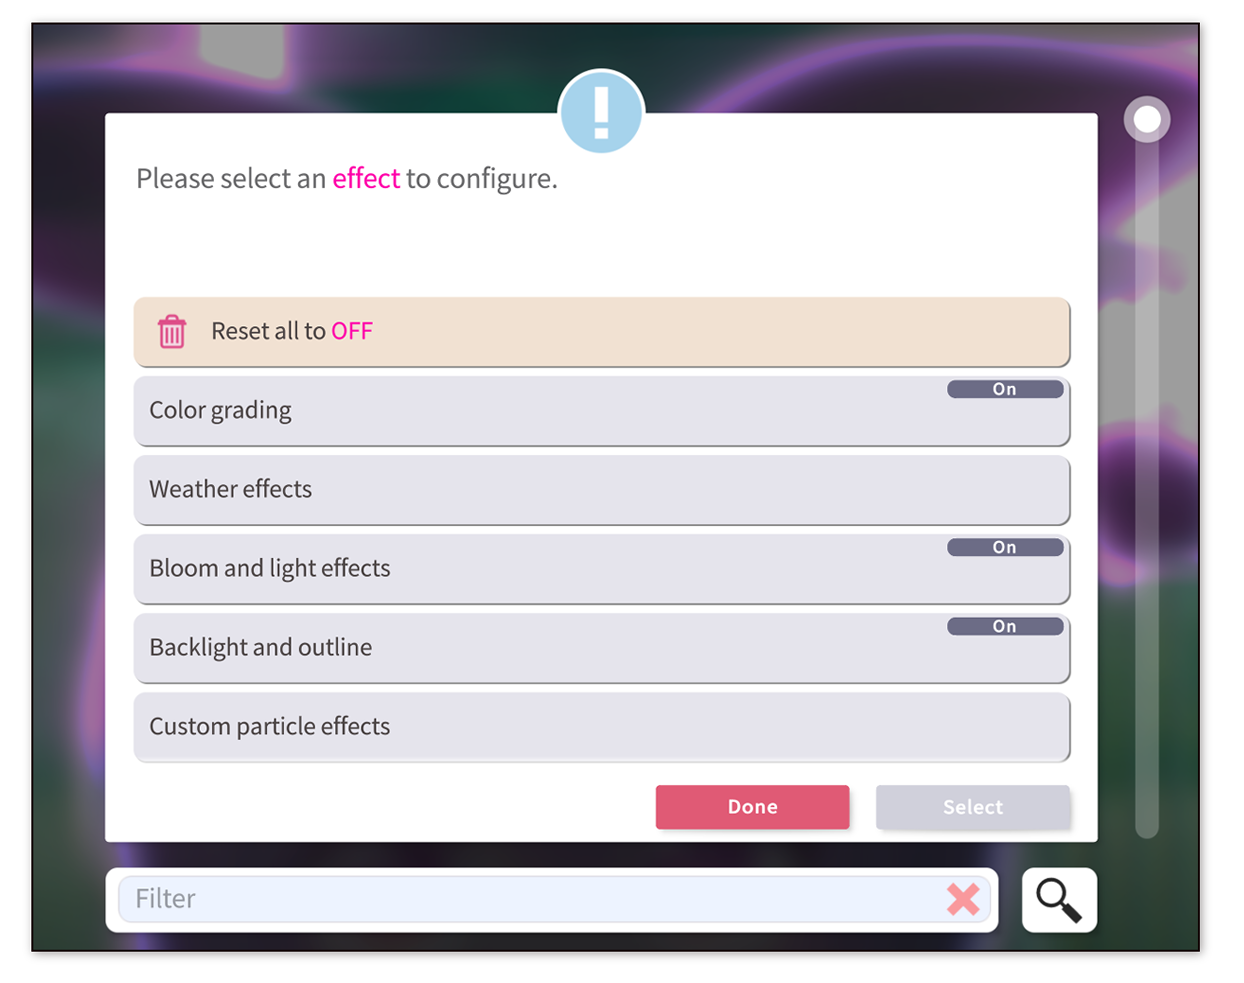 Please select an effect to configure.
Reset all to OFF
On
Color grading
Weather effects
On
Bloom and light effects
On
Backlight and outline
Custom particle effects
Done
Select
Filter